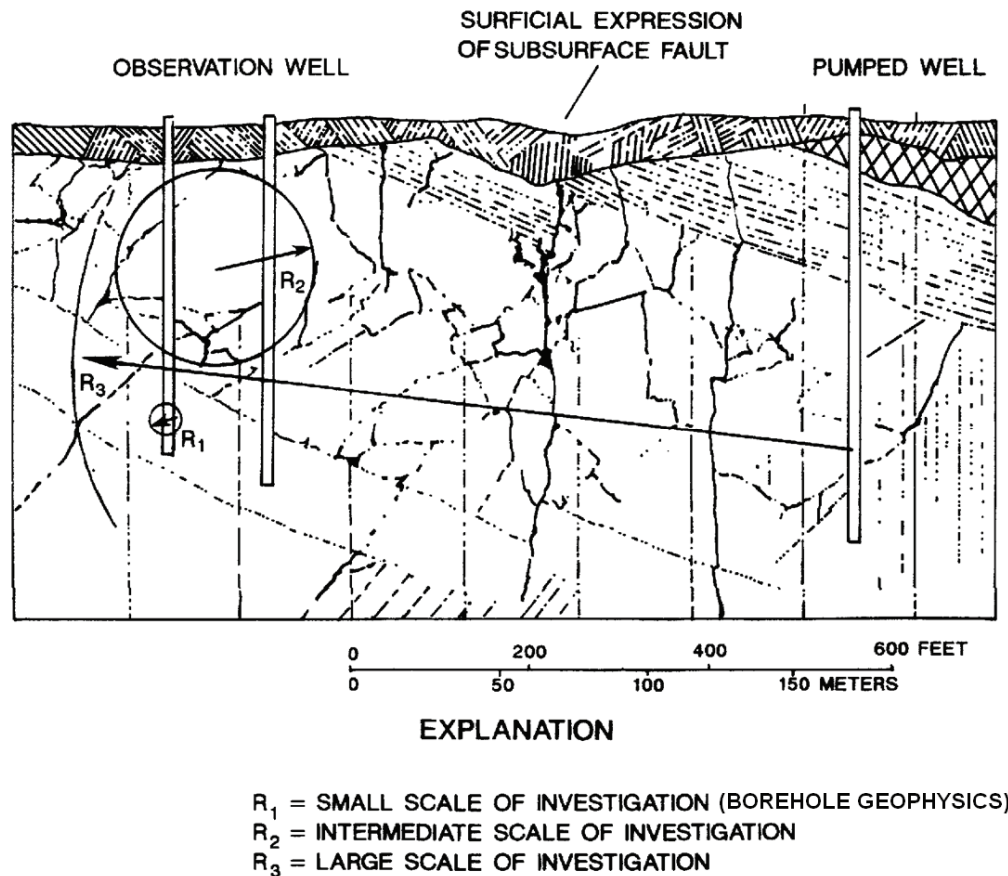 SURFICIAL EXPRESSION
OF SUBSURFACE FAULT
OBSERVATION WELL
PUMPED WELL
R2
R3
R1
0 200 400 600 FEET
0 50 100 150 METERS
EXPLANATION
R1 = SMALL SCALE OF INVESTIGATION (BOREHOLE GEOPHYSICS)
R2 = INTERMEDIATE SCALE OF INVESTIGATION
R3 = LARGE SCALE OF INVESTIGATION